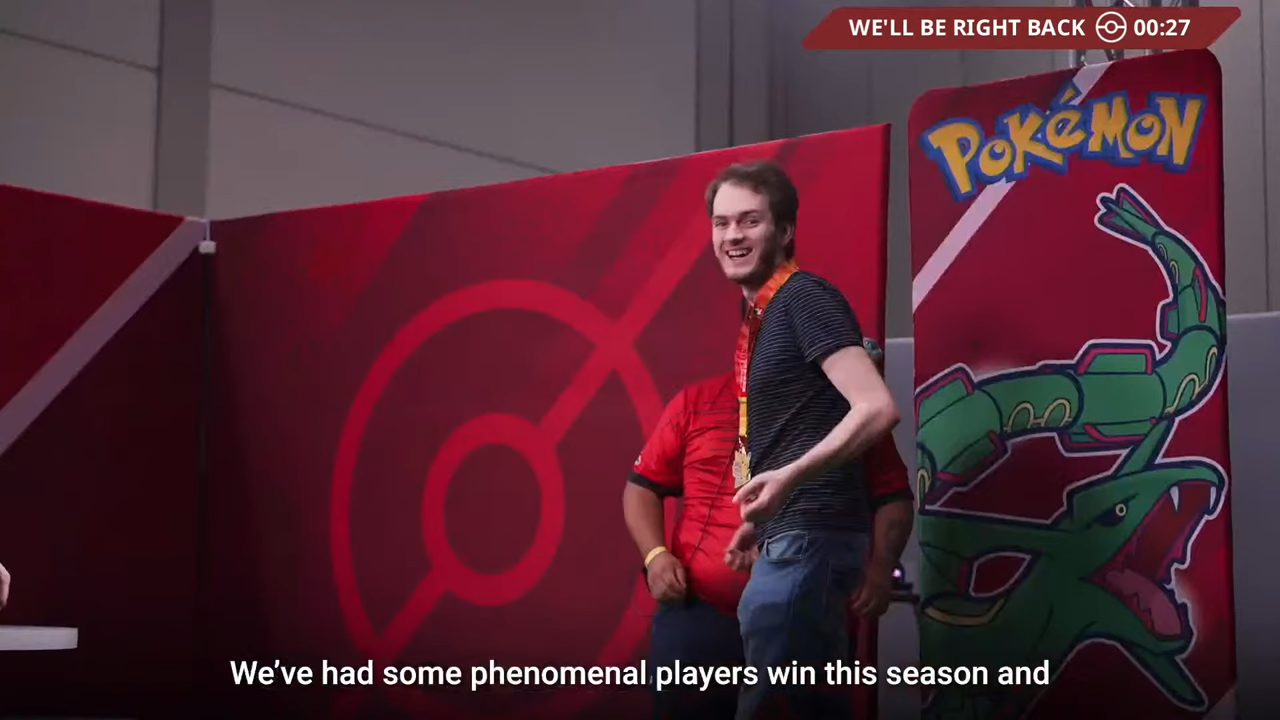 WE'LL BE RIGHT BACK 00:27
POKéMON
We've had some phenomenal players win this season and